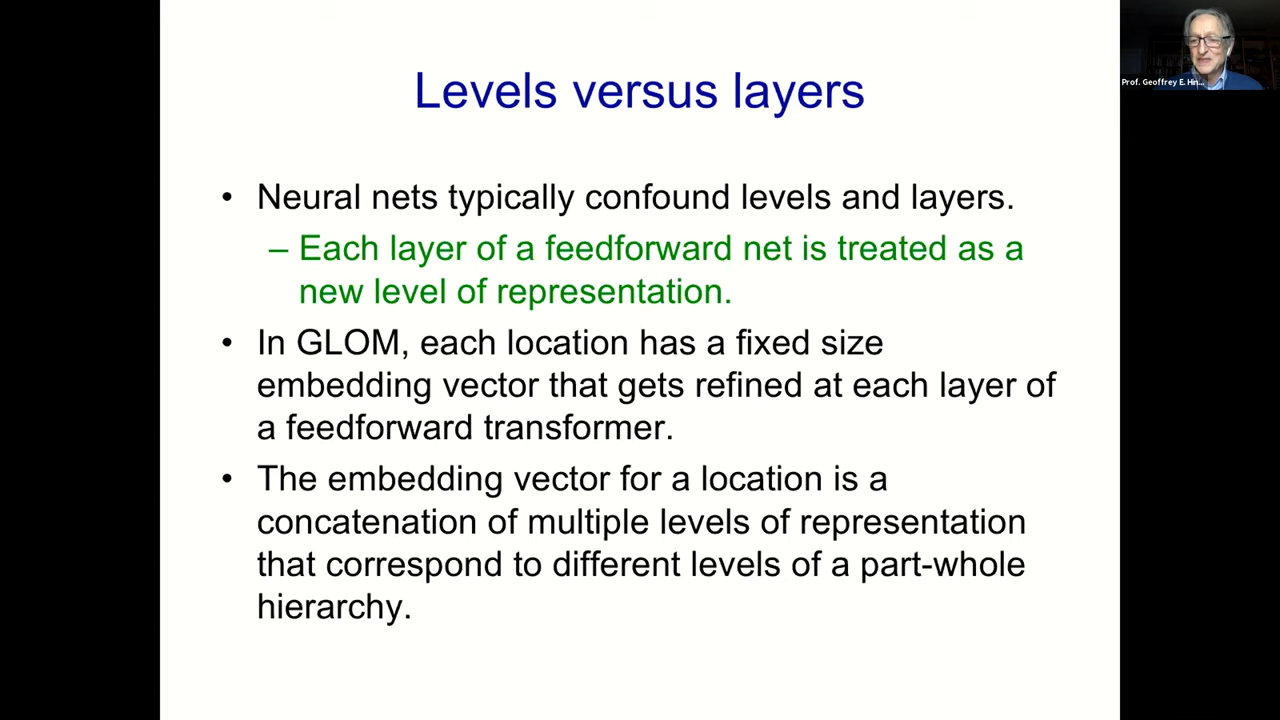 Levels versus layers
• Neural nets typically confound levels and layers.
– Each layer of a feedforward net is treated as a
new level of representation.
• In GLOM, each location has a fixed size
embedding vector that gets refined at each layer of
a feedforward transformer.
• The embedding vector for a location is a
concatenation of multiple levels of representation
that correspond to different levels of a part-whole
hierarchy.
Prof. Geoffrey E. Hin...